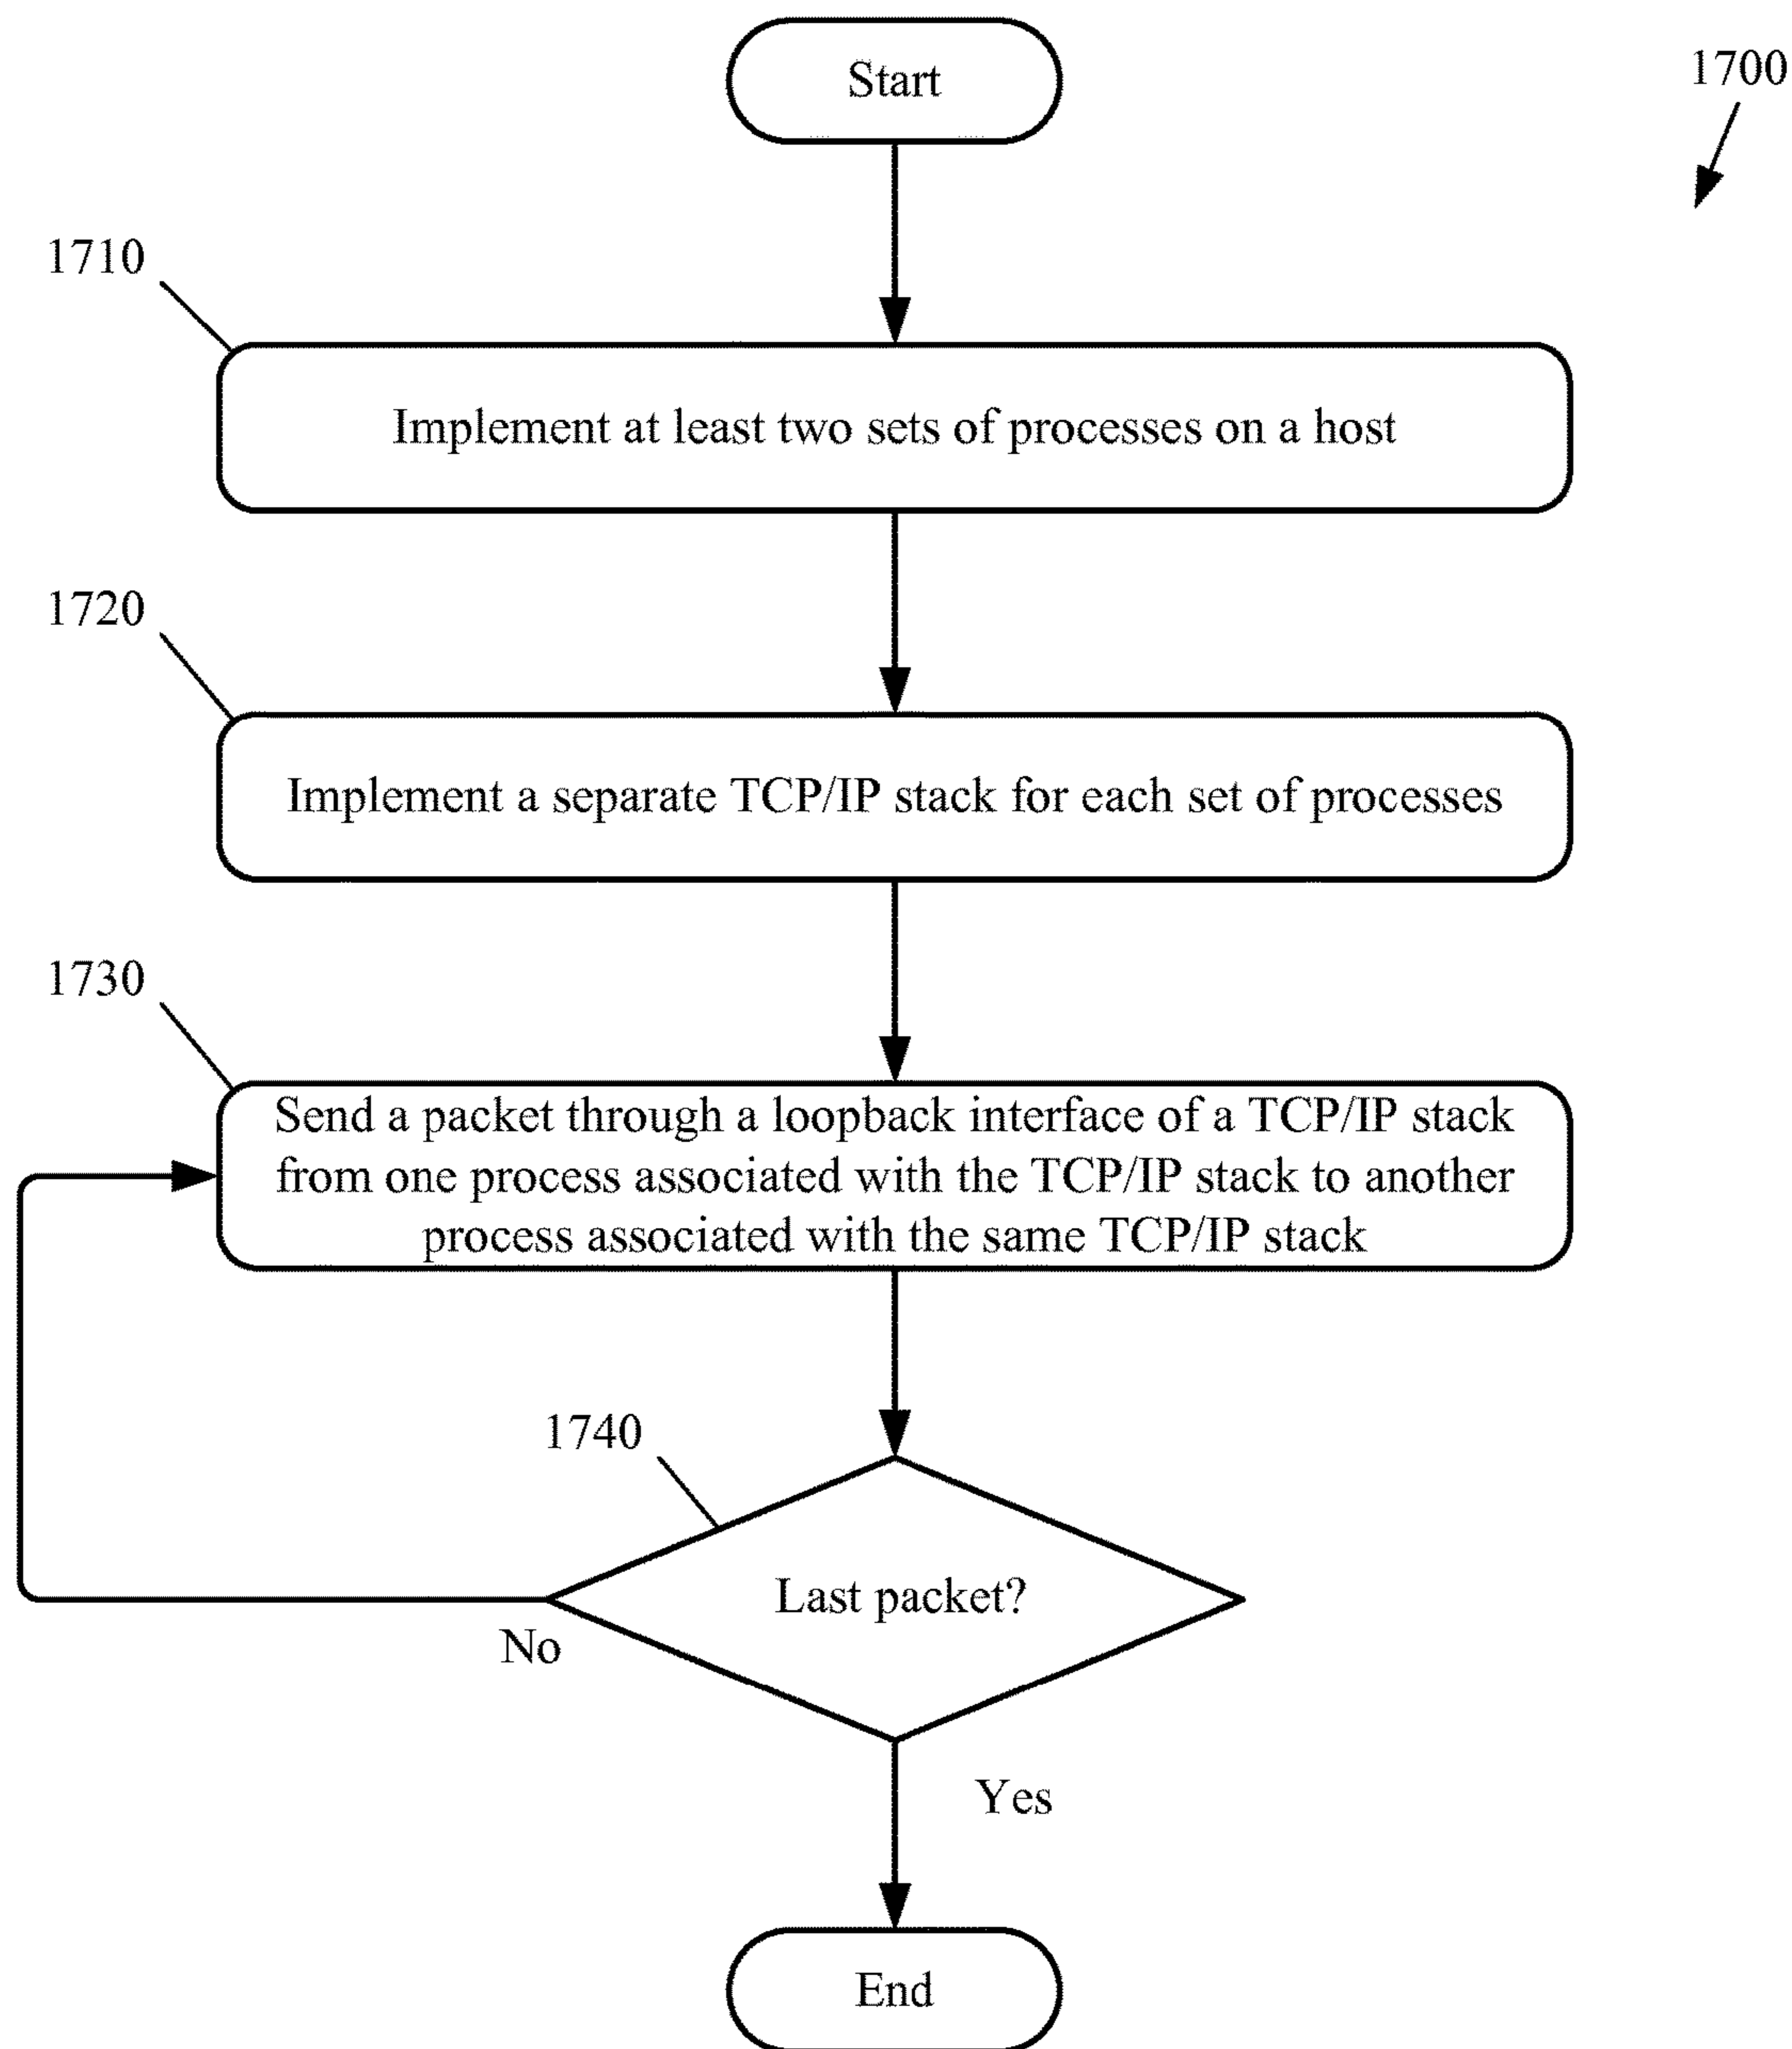 Start
1700
1710
Implement at least two sets of processes on a host
1720
Implement a separate TCP/IP stack for each set of processes
1730
Send a packet through a loopback interface of a TCP/IP stack
from one process associated with the TCP/IP stack to another
process associated with the same TCP/IP stack
1740
Last packet?
No
Yes
End